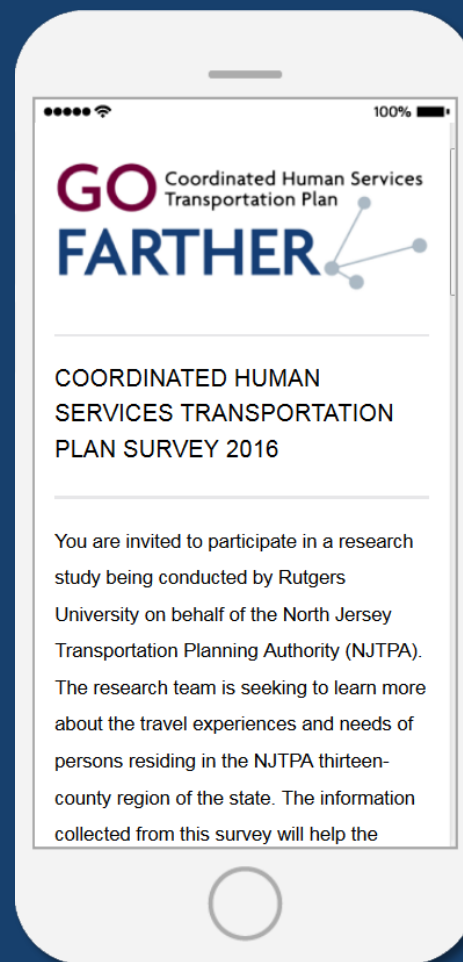 100%
GO Coordinated Human Services
Transportation Plan
FARTHER
COORDINATED HUMAN
SERVICES TRANSPORTATION
PLAN SURVEY 2016
You are invited to participate in a research
study being conducted by Rutgers
University on behalf of the North Jersey
Transportation Planning Authority (NJTPA).
The research team is seeking to learn more
about the travel experiences and needs of
persons residing in the NJTPA thirteen-
county region of the state. The information
collected from this survey will help the